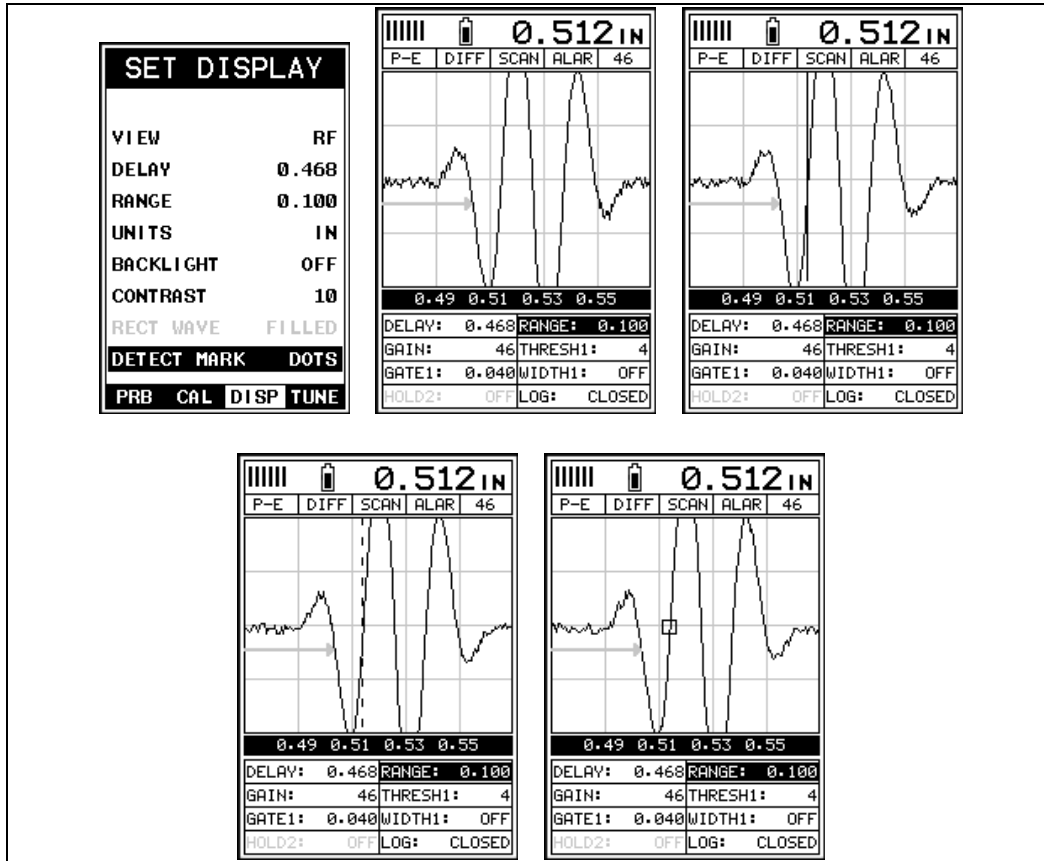 SET DISPLAY
VIEW RF
DELAY 0.468
RANGE 0.100
UNITS IN
BACKLIGHT OFF
CONTRAST 10
RECT WAVE FILLED
DETECT MARK DOTS
PRB CAL DISP TUNE
0.512 IN
P-E DIFF SCAN ALAR 46
0.49 0.51 0.53 0.55
DELAY: 0.468 RANGE: 0.100
GAIN: 46 THRESH1: 4
GATE1: 0.040 WIDTH1: OFF
HOLD2: OFF LOG: CLOSED
0.512 IN
P-E DIFF SCAN ALAR 46
0.49 0.51 0.53 0.55
DELAY: 0.468 RANGE: 0.100
GAIN: 46 THRESH1: 4
GATE1: 0.040 WIDTH1: OFF
HOLD2: OFF LOG: CLOSED
0.512 IN
P-E DIFF SCAN ALAR 46
0.49 0.51 0.53 0.55
DELAY: 0.468 RANGE: 0.100
GAIN: 46 THRESH1: 4
GATE1: 0.040 WIDTH1: OFF
HOLD2: OFF LOG: CLOSED
0.512 IN
P-E DIFF SCAN ALAR 46
0.49 0.51 0.53 0.55
DELAY: 0.468 RANGE: 0.100
GAIN: 46 THRESH1: 4
GATE1: 0.040 WIDTH1: OFF
HOLD2: OFF LOG: CLOSED